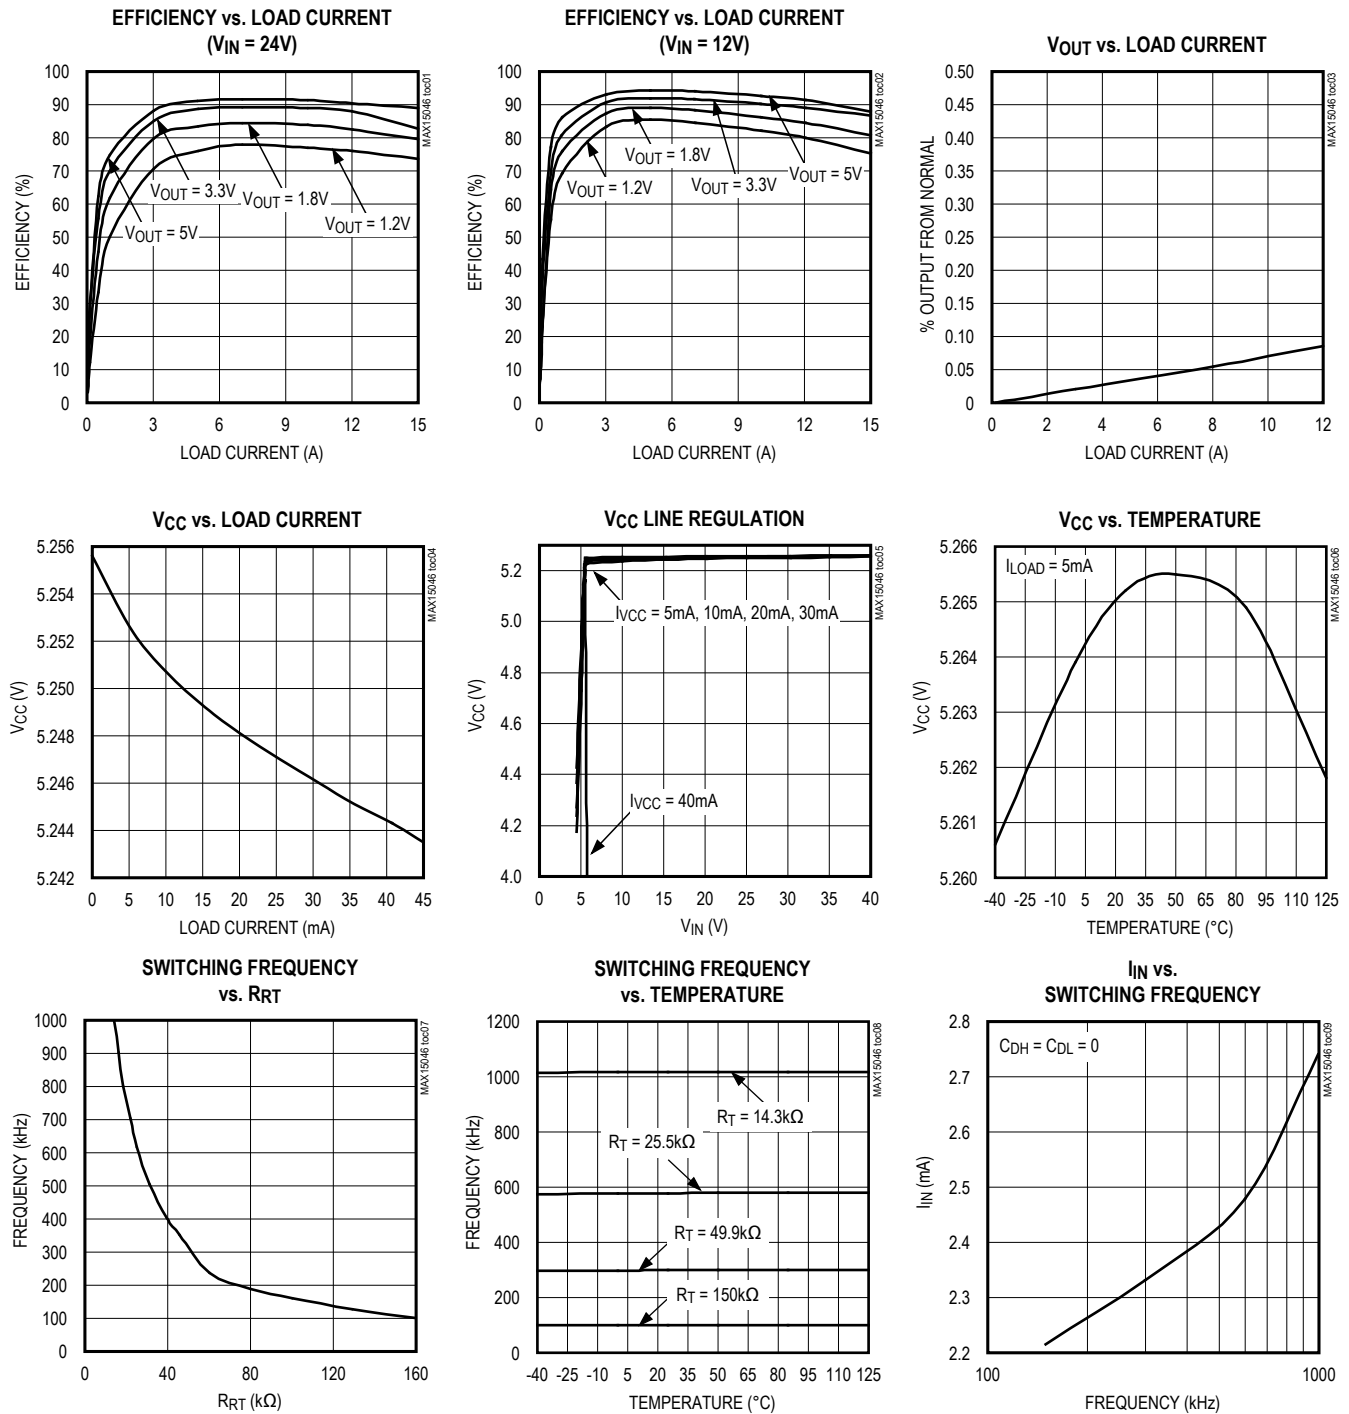 EFFICIENCY vs. LOAD CURRENT
(VIN = 24V)
MAX15046 toc01
EFFICIENCY (%)
100
90
80
70
60
50
40
30
20
10
0
VOUT = 3.3V
VOUT = 1.8V
VOUT = 1.2V
VOUT = 5V
0 3 6 9 12 15
LOAD CURRENT (A)
EFFICIENCY vs. LOAD CURRENT
(VIN = 12V)
MAX15046 toc02
EFFICIENCY (%)
100
90
80
70
60
50
40
30
20
10
0
VOUT = 1.8V
VOUT = 5V
VOUT = 1.2V
VOUT = 3.3V
0 3 6 9 12 15
LOAD CURRENT (A)
VOUT vs. LOAD CURRENT
MAX15046 toc03
% OUTPUT FROM NORMAL
0.50
0.45
0.40
0.35
0.30
0.25
0.20
0.15
0.10
0.05
0
0 2 4 6 8 10 12
LOAD CURRENT (A)
VCC vs. LOAD CURRENT
MAX15046 toc04
VCC (V)
5.256
5.254
5.252
5.250
5.248
5.246
5.244
5.242
0 5 10 15 20 25 30 35 40 45
LOAD CURRENT (mA)
VCC LINE REGULATION
MAX15046 toc05
VCC (V)
5.2
5.0
4.8
4.6
4.4
4.2
4.0
IVCC = 5mA, 10mA, 20mA, 30mA
IVCC = 40mA
0 5 10 15 20 25 30 35 40
VIN (V)
VCC vs. TEMPERATURE
MAX15046 toc06
ILOAD = 5mA
VCC (V)
5.266
5.265
5.264
5.263
5.262
5.261
5.260
-40 -25 -10 5 20 35 50 65 80 95 110 125
TEMPERATURE (°C)
SWITCHING FREQUENCY
vs. RRT
MAX15046 toc07
FREQUENCY (kHz)
1000
900
800
700
600
500
400
300
200
100
0
0 40 80 120 160
RRT (kΩ)
SWITCHING FREQUENCY
vs. TEMPERATURE
MAX15046 toc08
FREQUENCY (kHz)
1200
1000
800
600
400
200
0
RT = 14.3kΩ
RT = 25.5kΩ
RT = 49.9kΩ
RT = 150kΩ
-40 -25 -10 5 20 35 50 65 80 95 110 125
TEMPERATURE (°C)
IIN vs.
SWITCHING FREQUENCY
MAX15046 toc09
CDH = CDL = 0
IIN (mA)
2.8
2.7
2.6
2.5
2.4
2.3
2.2
100 1000
FREQUENCY (kHz)